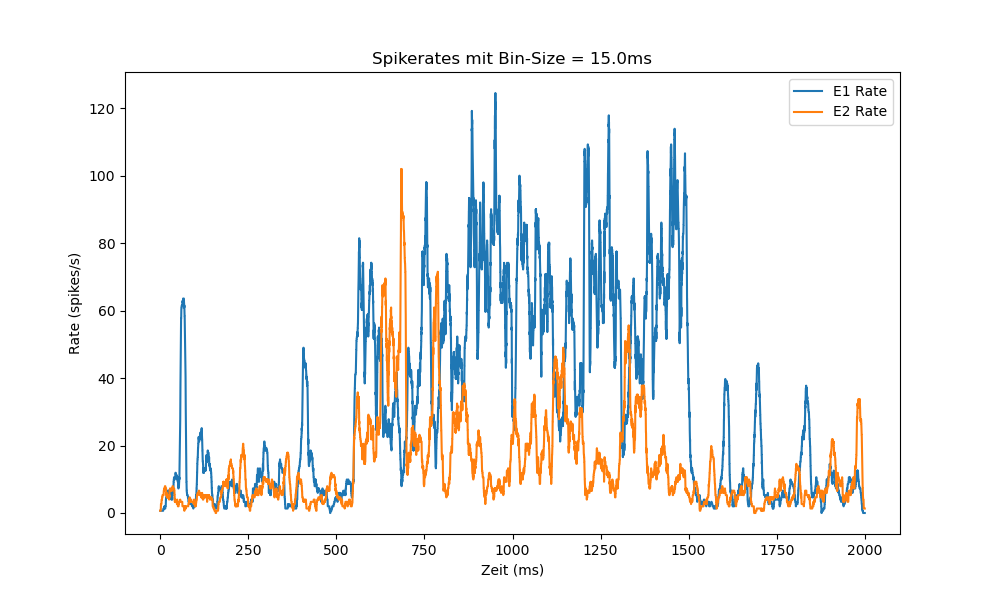 Spikerates mit Bin-Size = 15.0ms
E1 Rate
E2 Rate
Rate (spikes/s)
120
100
80
60
40
20
0
0 250 500 750 1000 1250 1500 1750 2000
Zeit (ms)